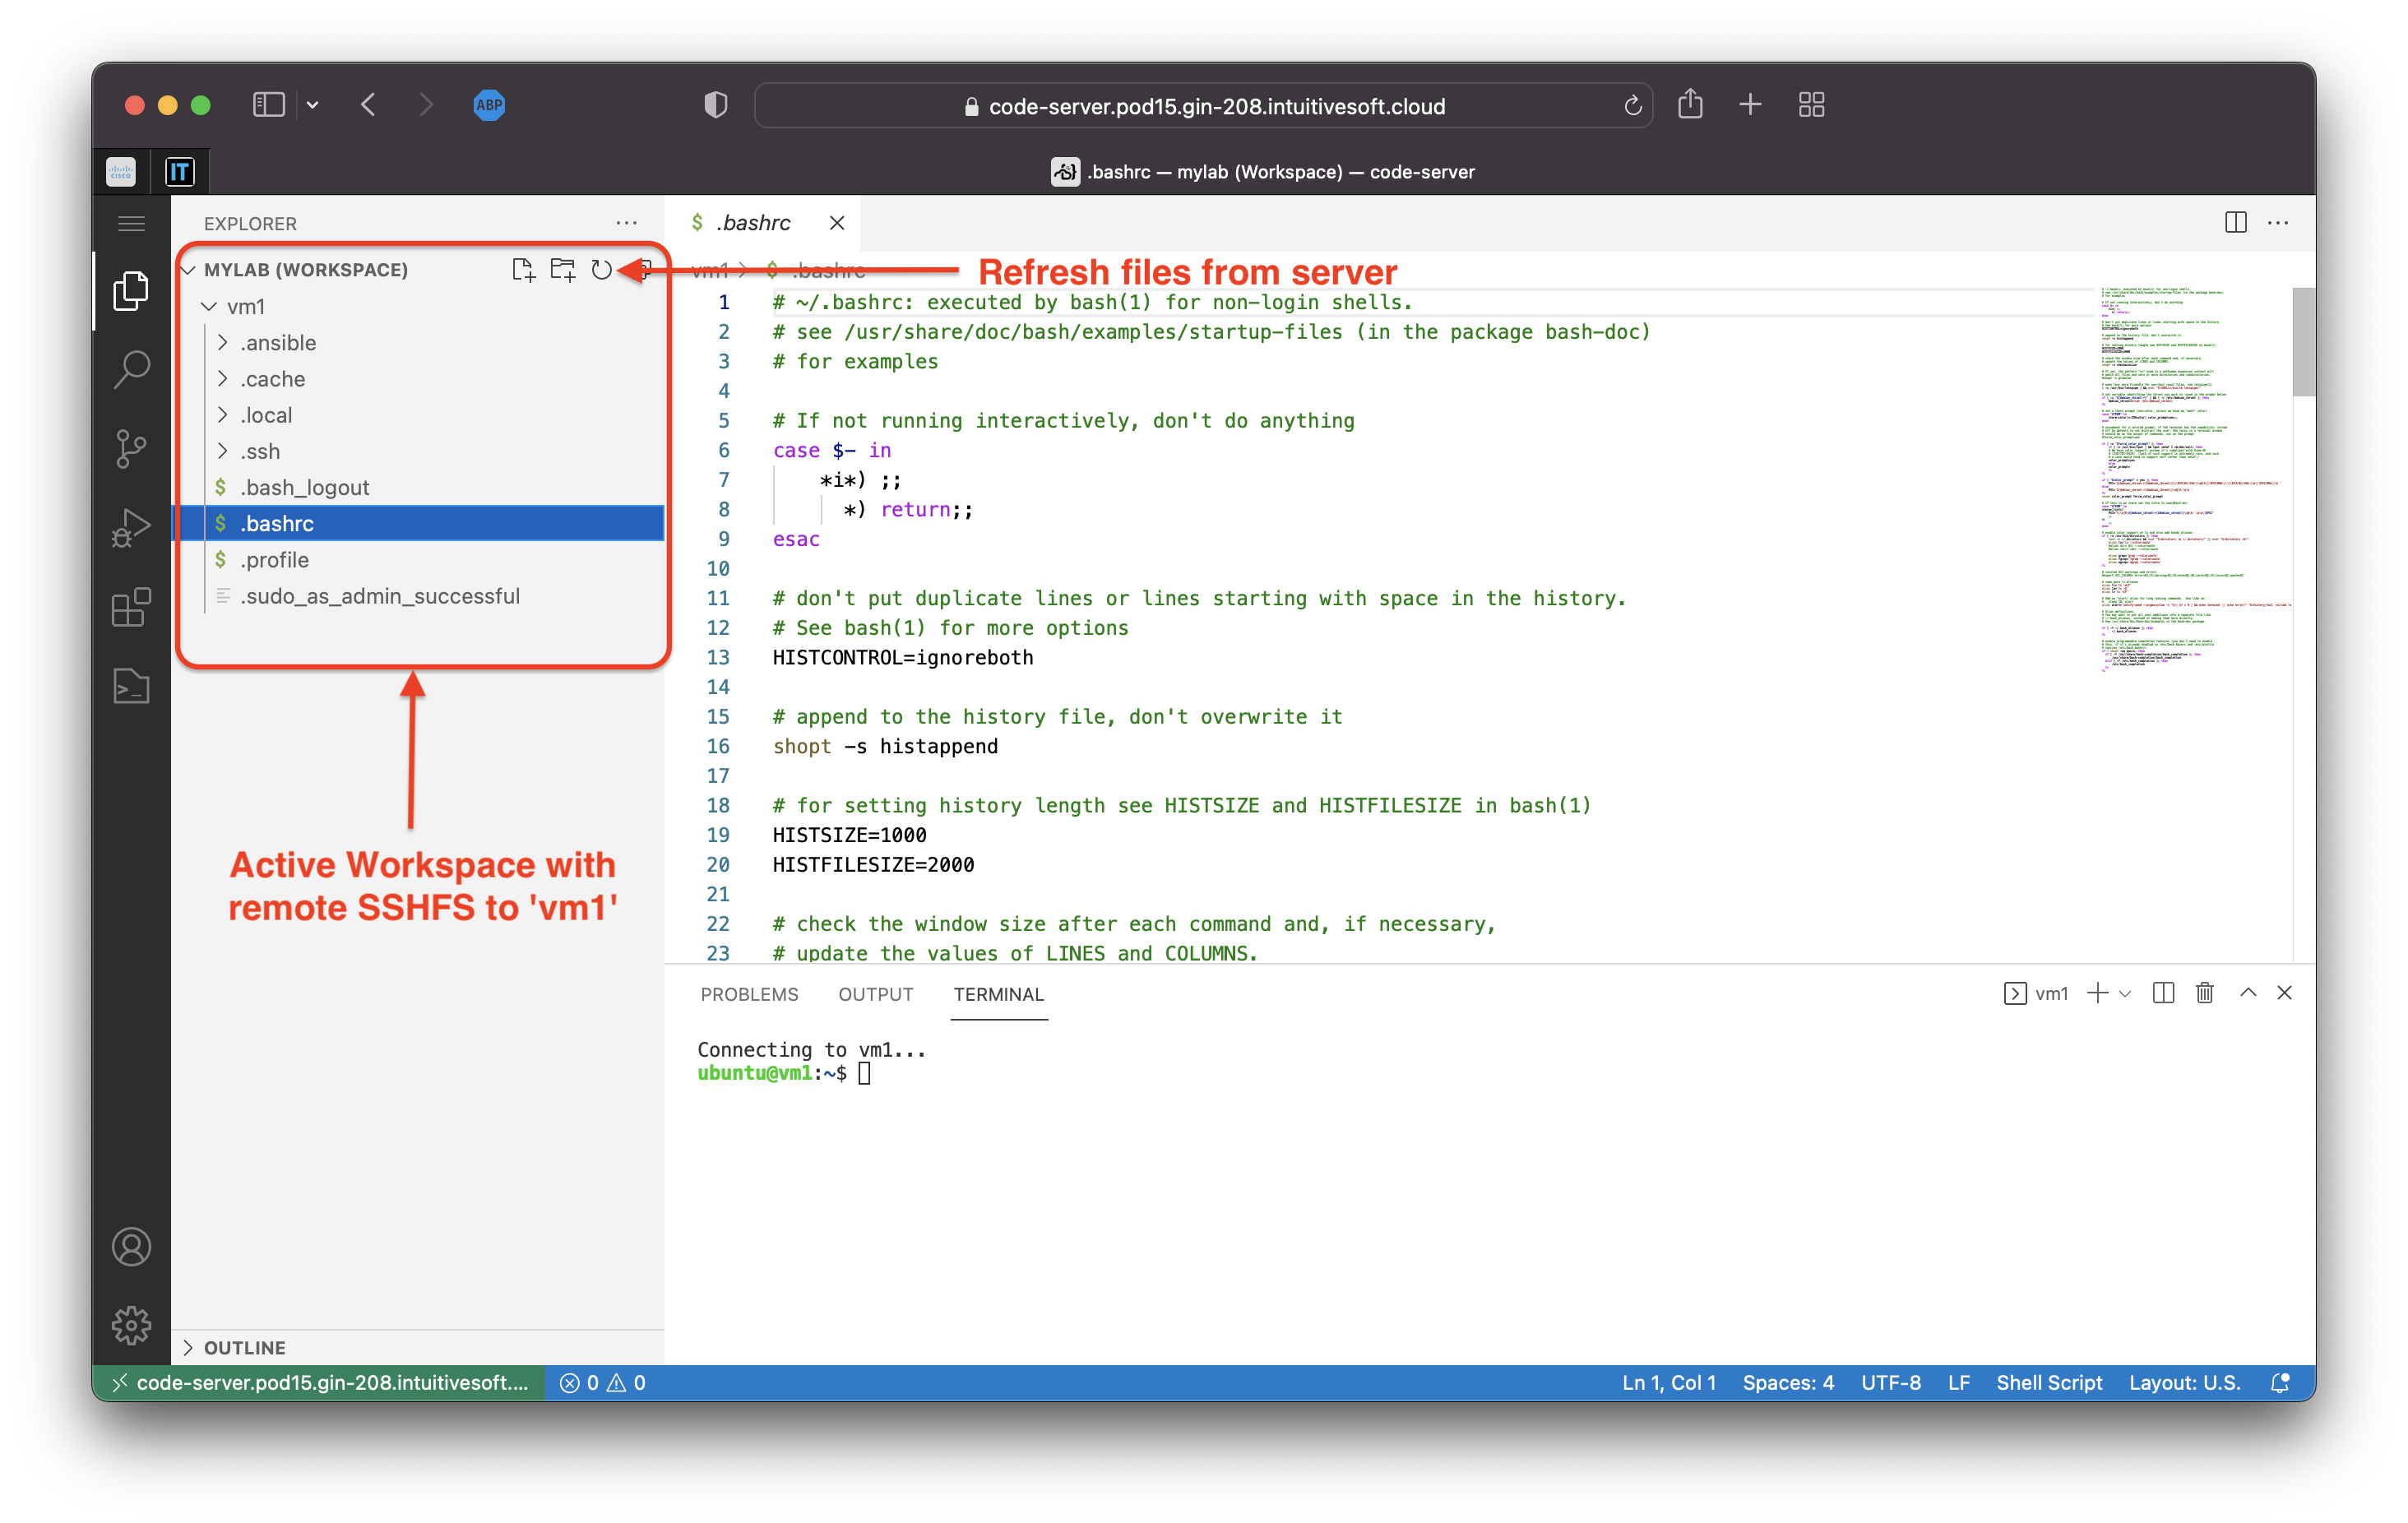 ABP
code-server.pod15.gin-208.intuitivesoft.cloud
CISCO
IT
.bashrc — mylab (Workspace) — code-server
EXPLORER
$ .bashrc
MYLAB (WORKSPACE)
vm1 > $ .bashrc
Refresh files from server
vm1
.ansible
.cache
.local
.ssh
$ .bash_logout
$ .bashrc
$ .profile
.sudo_as_admin_successful
Active Workspace with
remote SSHFS to 'vm1'
OUTLINE
1 # ~/.bashrc: executed by bash(1) for non-login shells.
2 # see /usr/share/doc/bash/examples/startup-files (in the package bash-doc)
3 # for examples
4
5 # If not running interactively, don't do anything
6 case $- in
7     *i*) ;;
8       *) return;;
9 esac
10
11 # don't put duplicate lines or lines starting with space in the history.
12 # See bash(1) for more options
13 HISTCONTROL=ignoreboth
14
15 # append to the history file, don't overwrite it
16 shopt -s histappend
17
18 # for setting history length see HISTSIZE and HISTFILESIZE in bash(1)
19 HISTSIZE=1000
20 HISTFILESIZE=2000
21
22 # check the window size after each command and, if necessary,
23 # update the values of LINES and COLUMNS.
PROBLEMS OUTPUT TERMINAL
vm1
Connecting to vm1...
ubuntu@vm1:~$
code-server.pod15.gin-208.intuitivesoft.... 0 0 Ln 1, Col 1 Spaces: 4 UTF-8 LF Shell Script Layout: U.S.